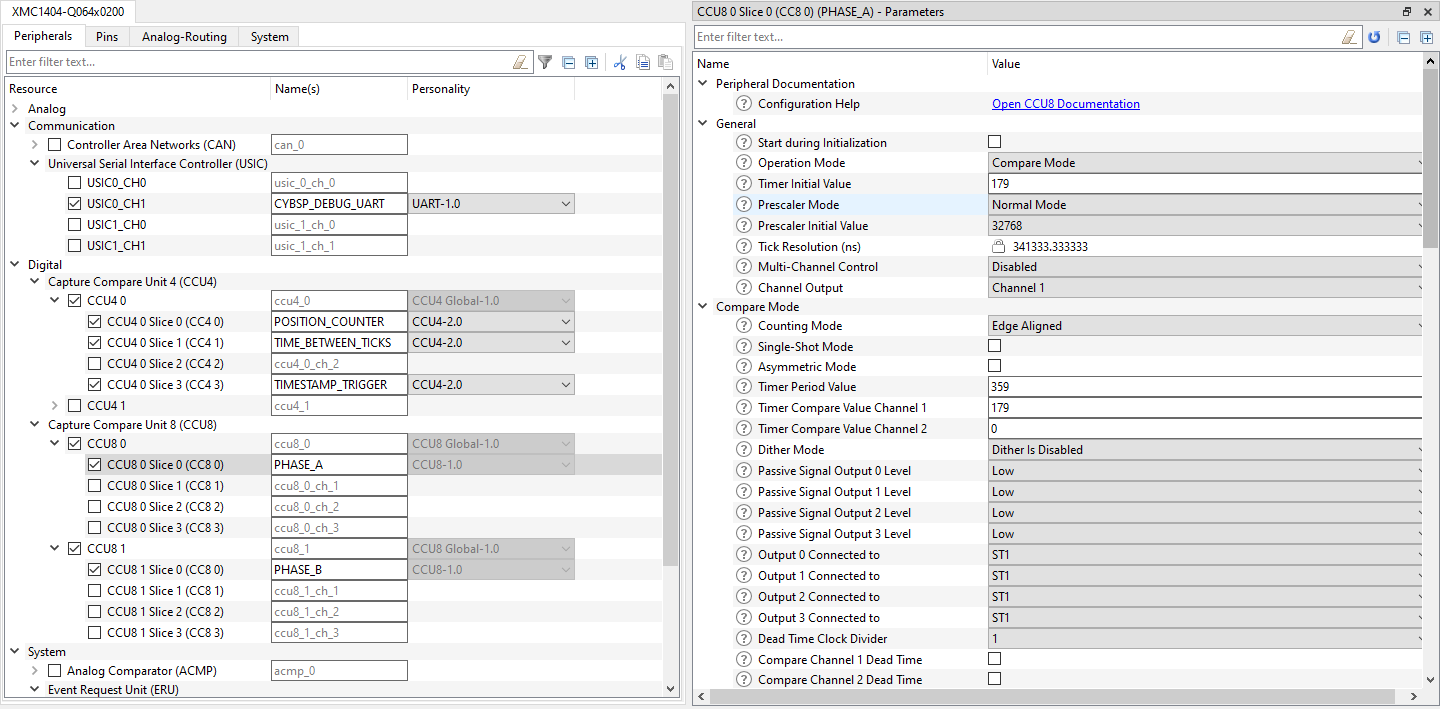 XMC1404-Q064x0200
Peripherals Pins Analog-Routing System
Enter filter text...
Resource Name(s) Personality
Analog
Communication
Controller Area Networks (CAN) can_0
Universal Serial Interface Controller (USIC)
USIC0_CH0 usic_0_ch_0
USIC0_CH1 CYBSP_DEBUG_UART UART-1.0
USIC1_CH0 usic_1_ch_0
USIC1_CH1 usic_1_ch_1
Digital
Capture Compare Unit 4 (CCU4)
CCU4 0 ccu4_0 CCU4 Global-1.0
CCU4 0 Slice 0 (CC4 0) POSITION_COUNTER CCU4-2.0
CCU4 0 Slice 1 (CC4 1) TIME_BETWEEN_TICKS CCU4-2.0
CCU4 0 Slice 2 (CC4 2) ccu4_0_ch_2
CCU4 0 Slice 3 (CC4 3) TIMESTAMP_TRIGGER CCU4-2.0
CCU4 1 ccu4_1
Capture Compare Unit 8 (CCU8)
CCU8 0 ccu8_0 CCU8 Global-1.0
CCU8 0 Slice 0 (CC8 0) PHASE_A CCU8-1.0
CCU8 0 Slice 1 (CC8 1) ccu8_0_ch_1
CCU8 0 Slice 2 (CC8 2) ccu8_0_ch_2
CCU8 0 Slice 3 (CC8 3) ccu8_0_ch_3
CCU8 1 ccu8_1 CCU8 Global-1.0
CCU8 1 Slice 0 (CC8 0) PHASE_B CCU8-1.0
CCU8 1 Slice 1 (CC8 1) ccu8_1_ch_1
CCU8 1 Slice 2 (CC8 2) ccu8_1_ch_2
CCU8 1 Slice 3 (CC8 3) ccu8_1_ch_3
System
Analog Comparator (ACMP) acmp_0
Event Request Unit (ERU)
CCU8 0 Slice 0 (CC8 0) (PHASE_A) - Parameters
Enter filter text...
Name Value
Peripheral Documentation
Configuration Help Open CCU8 Documentation
General
Start during Initialization
Operation Mode Compare Mode
Timer Initial Value 179
Prescaler Mode Normal Mode
Prescaler Initial Value 32768
Tick Resolution (ns) 341333.333333
Multi-Channel Control Disabled
Channel Output Channel 1
Compare Mode
Counting Mode Edge Aligned
Single-Shot Mode
Asymmetric Mode
Timer Period Value 359
Timer Compare Value Channel 1 179
Timer Compare Value Channel 2 0
Dither Mode Dither Is Disabled
Passive Signal Output 0 Level Low
Passive Signal Output 1 Level Low
Passive Signal Output 2 Level Low
Passive Signal Output 3 Level Low
Output 0 Connected to ST1
Output 1 Connected to ST1
Output 2 Connected to ST1
Output 3 Connected to ST1
Dead Time Clock Divider 1
Compare Channel 1 Dead Time
Compare Channel 2 Dead Time